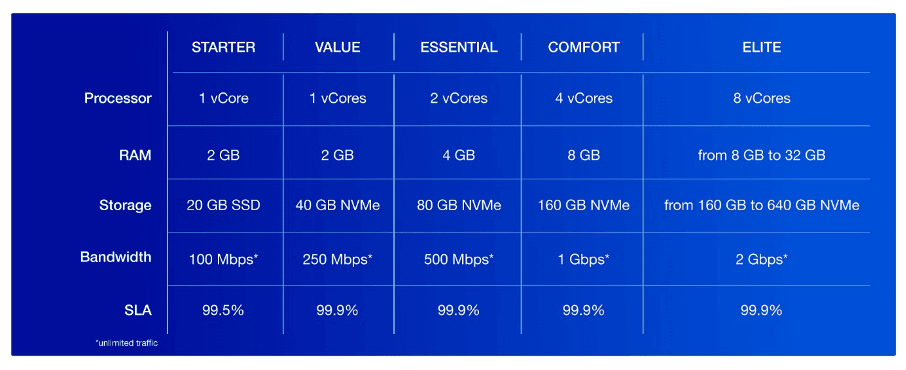 STARTER VALUE ESSENTIAL COMFORT ELITE
Processor 1 vCore 1 vCores 2 vCores 4 vCores 8 vCores
RAM 2 GB 2 GB 4 GB 8 GB from 8 GB to 32 GB
Storage 20 GB SSD 40 GB NVMe 80 GB NVMe 160 GB NVMe from 160 GB to 640 GB NVMe
Bandwidth 100 Mbps* 250 Mbps* 500 Mbps* 1 Gbps* 2 Gbps*
SLA 99.5% 99.9% 99.9% 99.9% 99.9%
*unlimited traffic